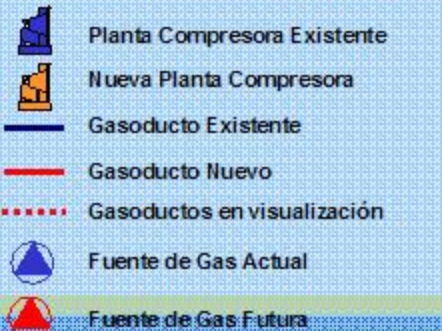 Planta Compresora Existente
Nueva Planta Compresora
Gasoducto Existente
Gasoducto Nuevo
Gasoductos en visualización
Fuente de Gas Actual
Fuente de Gas Futura